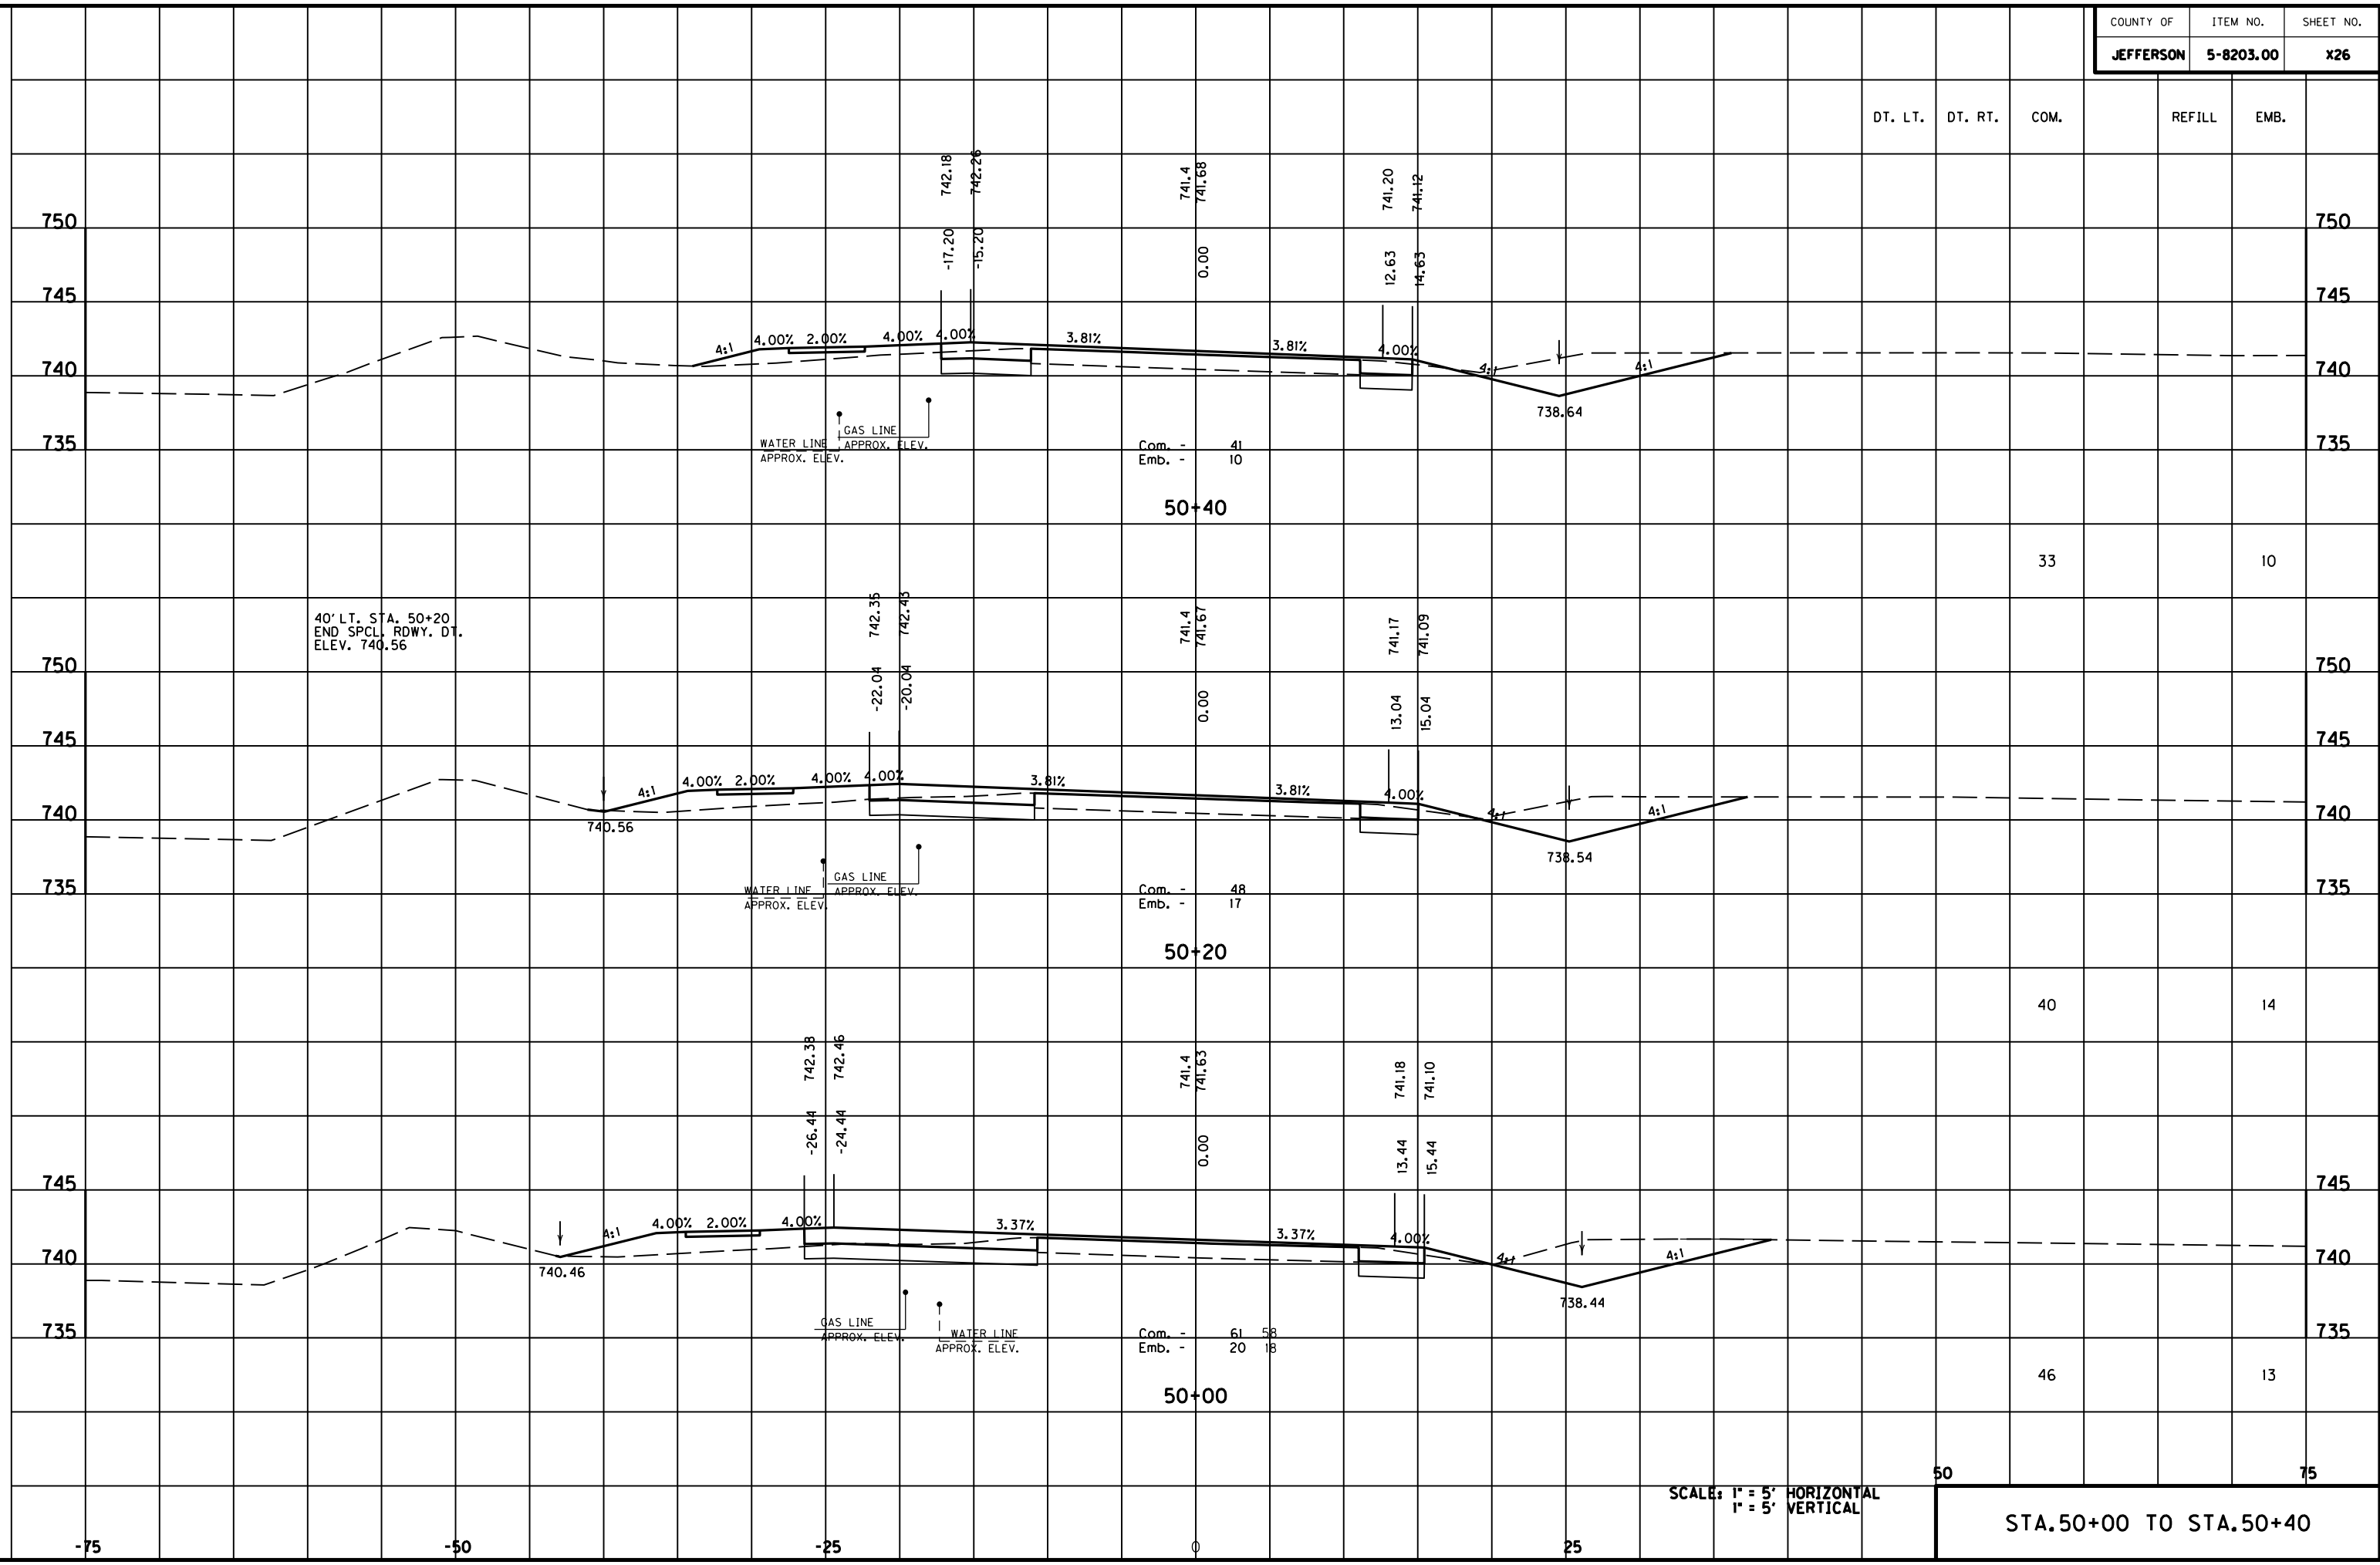 COUNTY OF ITEM NO. SHEET NO.
JEFFERSON 5-8203.00 X26
DT. LT. DT. RT. COM. REFILL EMB.
742.18 742.26 741.4 741.68 741.20 741.12
-17.20 -15.20 0.00 12.63 14.63
750 750
745 745
4:1 4.00% 2.00% 4.00% 4.00% 3.81% 3.81% 4.00% 4:1 4:1
740 740
738.64
GAS LINE
APPROX. ELEV.
WATER LINE
APPROX. ELEV.
735 735
Com. - 41
Emb. - 10
50+40
33 10
40' LT. STA. 50+20
END SPCL. RDWY. DT.
ELEV. 740.56
742.35 742.43 741.4 741.67 741.17 741.09
-22.04 -20.04 0.00 13.04 15.04
750 750
745 745
4:1 4.00% 2.00% 4.00% 4.00% 3.81% 3.81% 4.00% 4:1 4:1
740 740
740.56
738.54
GAS LINE
APPROX. ELEV.
WATER LINE
APPROX. ELEV.
735 735
Com. - 48
Emb. - 17
50+20
40 14
742.38 742.46 741.4 741.63 741.18 741.10
-26.44 -24.44 0.00 13.44 15.44
745 745
4:1 4.00% 2.00% 4.00% 3.37% 3.37% 4.00% 4:1 4:1
740 740
740.46
738.44
GAS LINE
APPROX. ELEV.
WATER LINE
APPROX. ELEV.
735 735
Com. - 61 58
Emb. - 20 18
50+00
46 13
50 75
SCALE: 1" = 5' HORIZONTAL
1" = 5' VERTICAL
STA.50+00 TO STA.50+40
-75 -50 -25 0 25